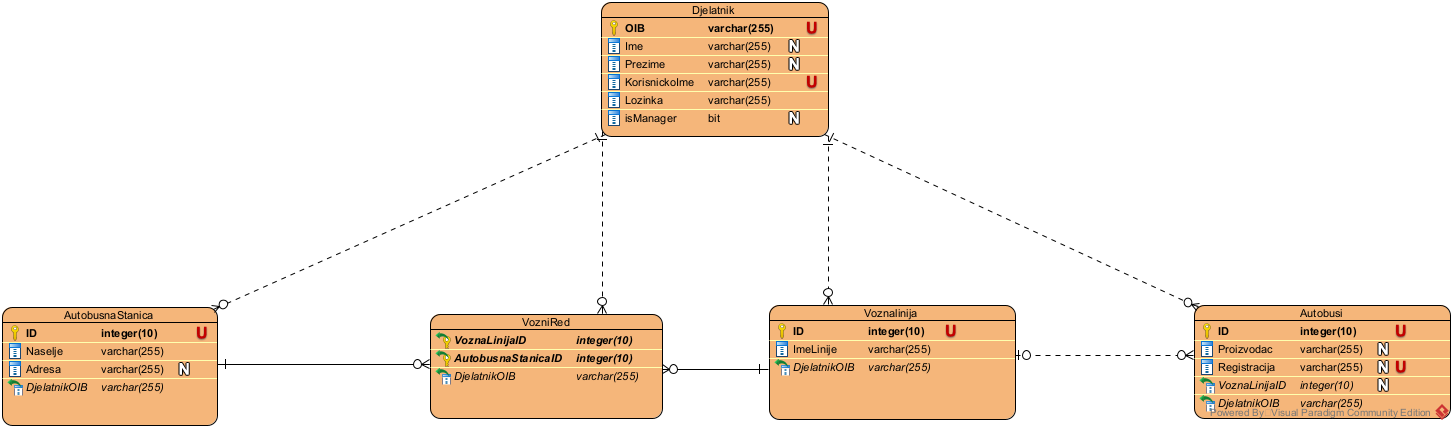 Djelatnik
OIB varchar(255) U
Ime varchar(255) N
Prezime varchar(255) N
KorisnickoIme varchar(255) U
Lozinka varchar(255)
isManager bit N
AutobusnaStanica
ID integer(10) U
Naselje varchar(255)
Adresa varchar(255) N
DjelatnikOIB varchar(255)
VozniRed
VoznaLinijaID integer(10)
AutobusnaStanicaID integer(10)
DjelatnikOIB varchar(255)
Voznalinija
ID integer(10) U
ImeLinije varchar(255)
DjelatnikOIB varchar(255)
Autobusi
ID integer(10) U
Proizvodac varchar(255) N
Registracija varchar(255) N U
VoznaLinijaID integer(10) N
DjelatnikOIB varchar(255)
Powered By: Visual Paradigm Community Edition